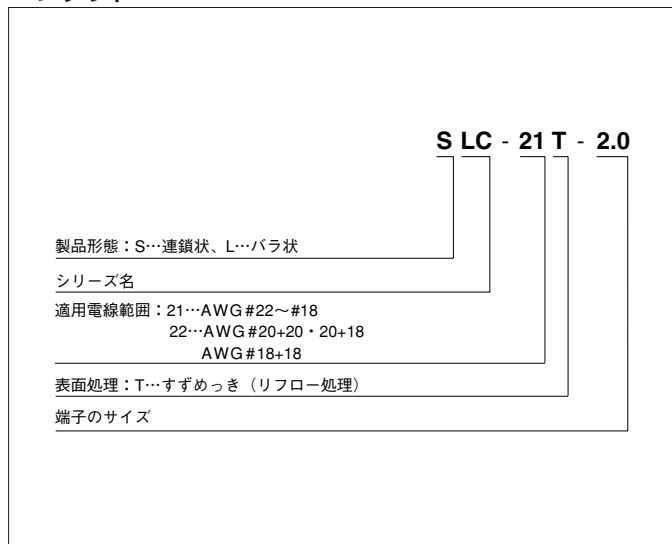 S LC - 21 T - 2.0
製品形態：S…連鎖状、L…バラ状
シリーズ名
適用電線範囲：21…AWG #22〜#18
22…AWG #20+20・20+18
AWG #18+18
表面処理：T…すずめっき（リフロー処理）
端子のサイズ